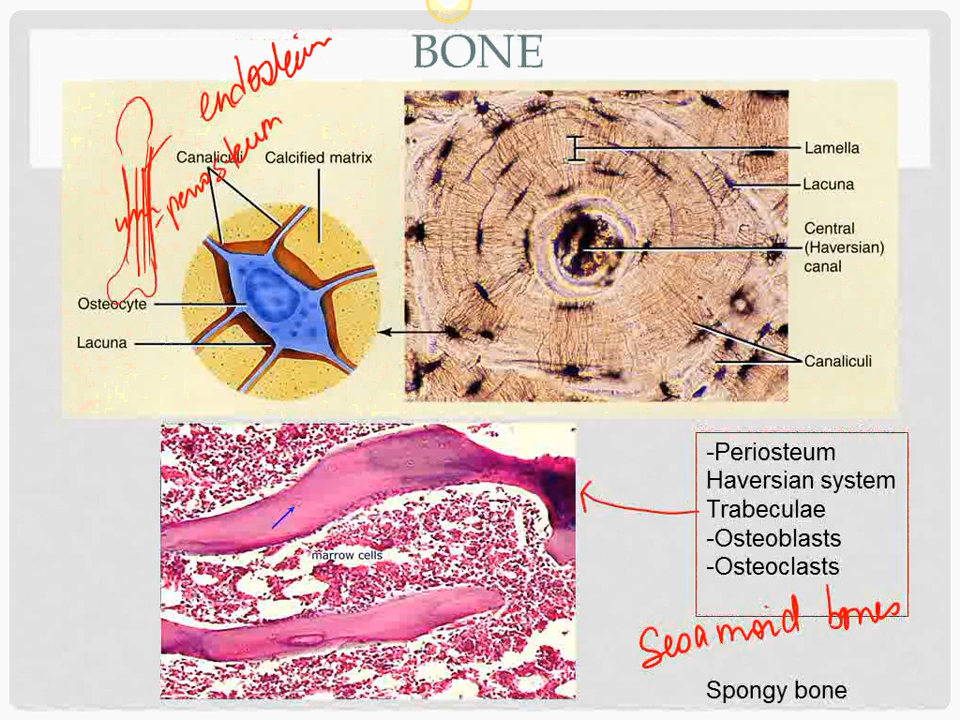 BONE
endosteum
periosteum
Canaliculi
Calcified matrix
Osteocyte
Lacuna
Lamella
Lacuna
Central
(Haversian)
canal
Canaliculi
marrow cells
-Periosteum
Haversian system
Trabeculae
-Osteoblasts
-Osteoclasts
Sesamoid bones
Spongy bone